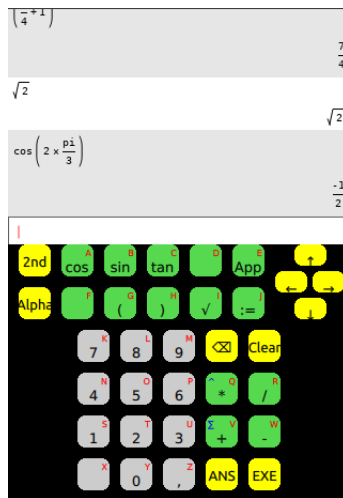 (─/4 + 1)
7/4
√2
√2
cos(2×pi/3)
-1/2
2nd cos A sin B tan C D App E ↑
← →
Alpha F ( G ) H √ I := J ↓
7 K 8 L 9 M ⌫ Clear
4 N 5 O 6 P * ^ Q / R
1 S 2 T 3 U + Σ V - W
X 0 Y , Z ANS EXE